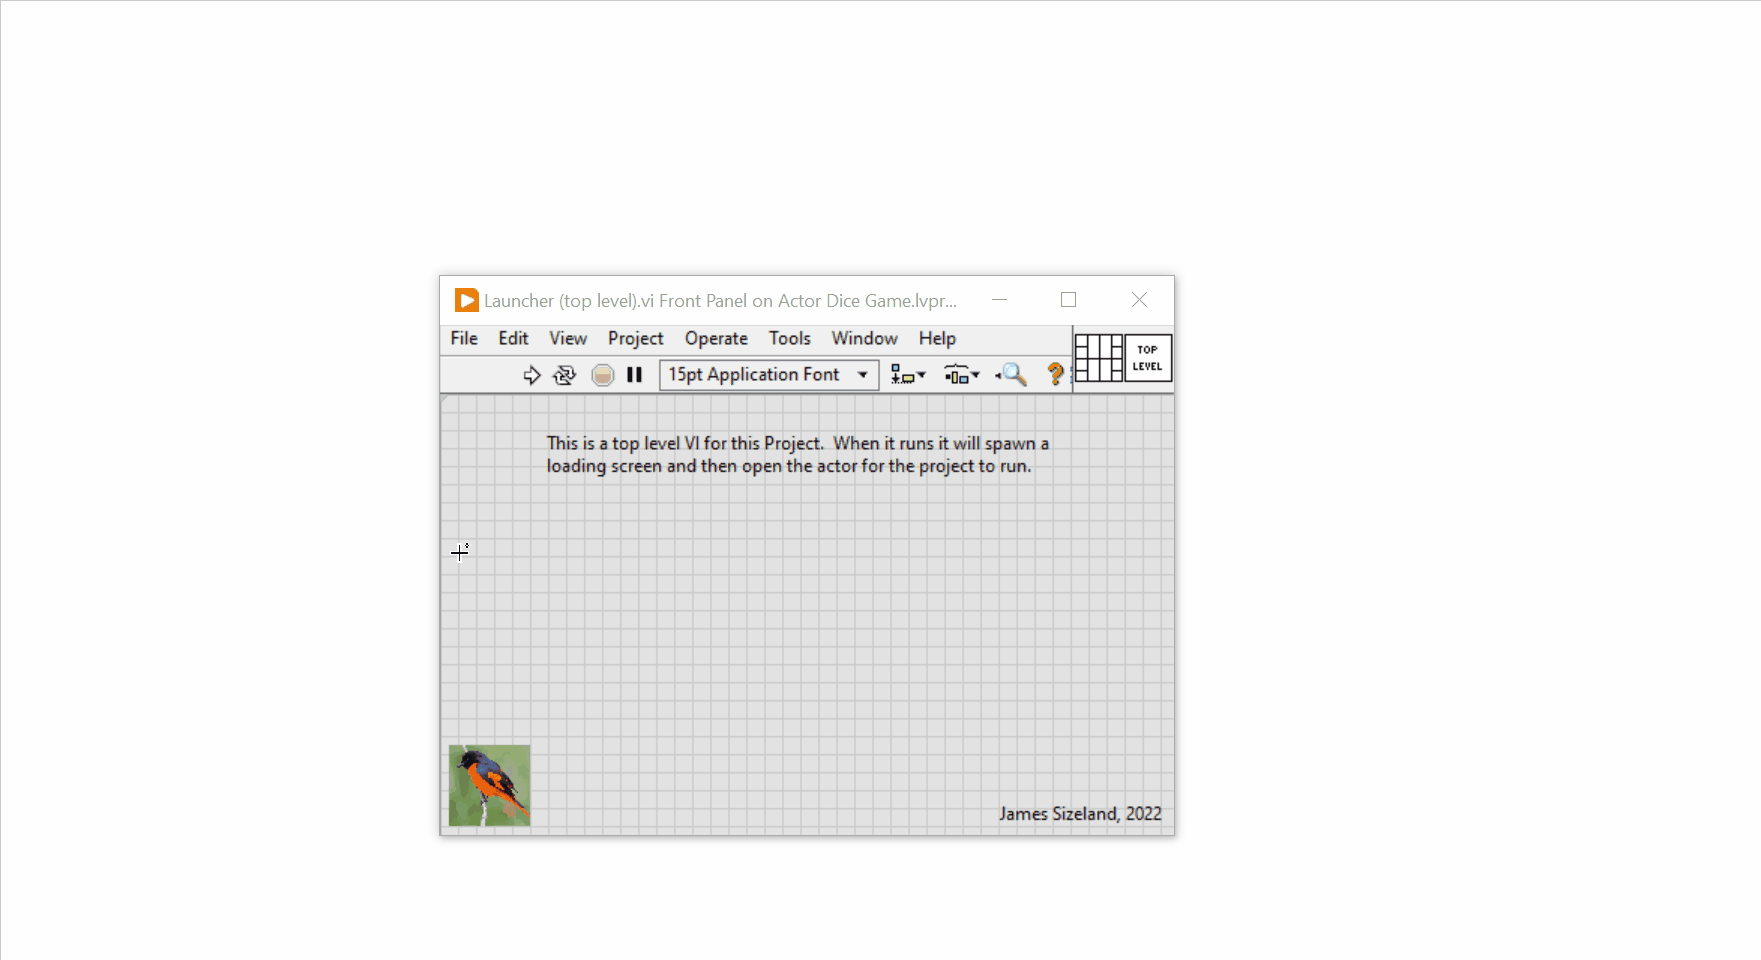 Launcher (top level).vi Front Panel on Actor Dice Game.lvpr...
File Edit View Project Operate Tools Window Help
15pt Application Font
TOP
LEVEL
This is a top level VI for this Project.  When it runs it will spawn a
loading screen and then open the actor for the project to run.
James Sizeland, 2022